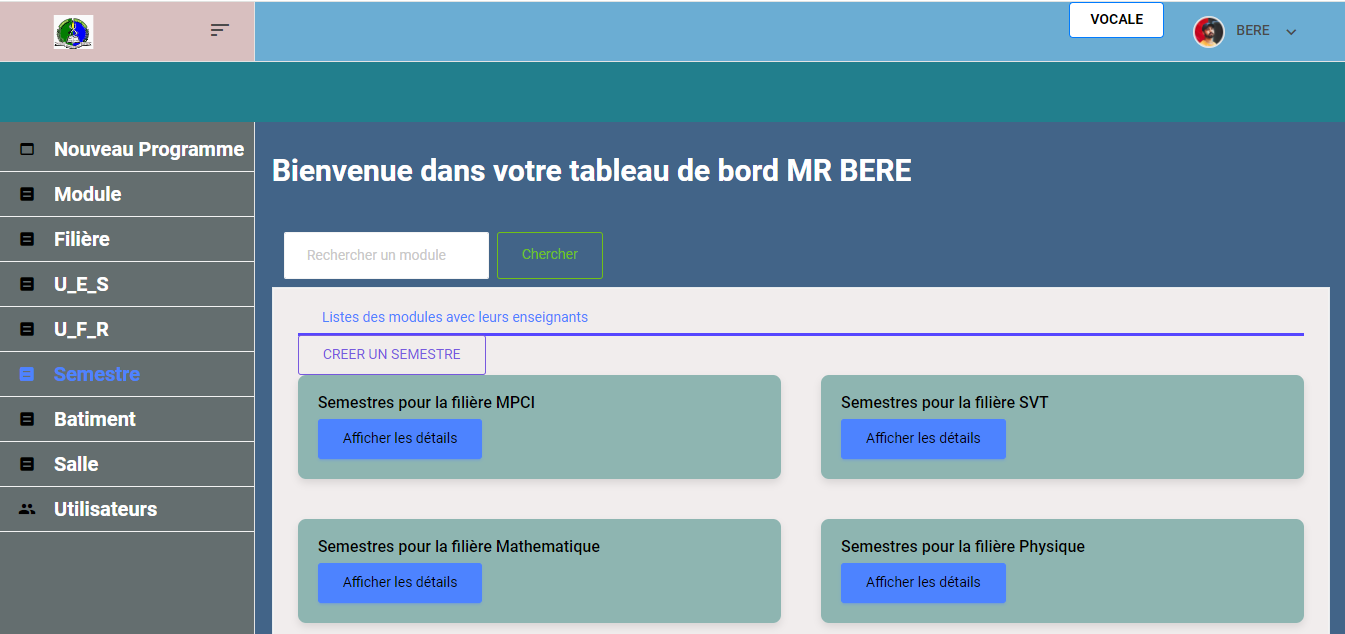 VOCALE
BERE
Nouveau Programme
Module
Filière
U_E_S
U_F_R
Semestre
Batiment
Salle
Utilisateurs
Bienvenue dans votre tableau de bord MR BERE
Rechercher un module
Chercher
Listes des modules avec leurs enseignants
CREER UN SEMESTRE
Semestres pour la filière MPCI
Afficher les détails
Semestres pour la filière SVT
Afficher les détails
Semestres pour la filière Mathematique
Afficher les détails
Semestres pour la filière Physique
Afficher les détails